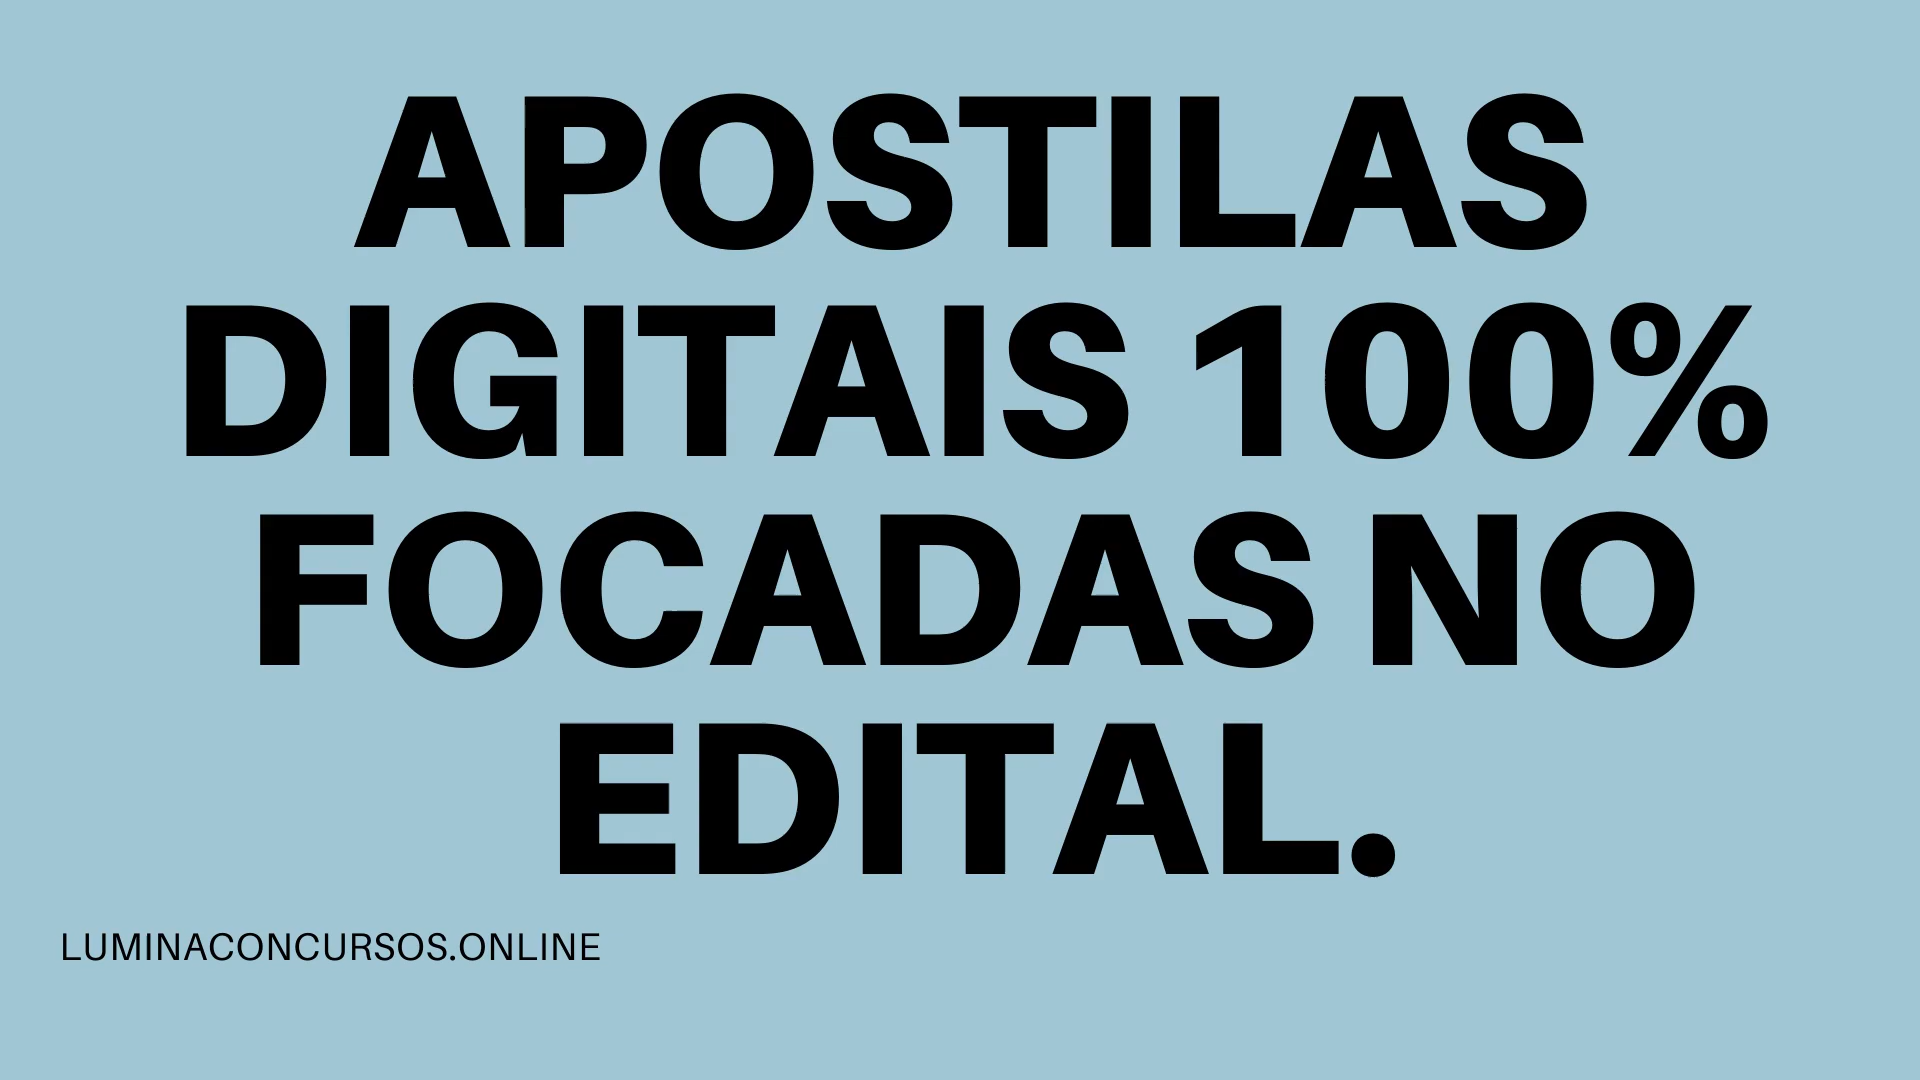 APOSTILAS
DIGITAIS 100%
FOCADAS NO
EDITAL.
LUMINACONCURSOS.ONLINE